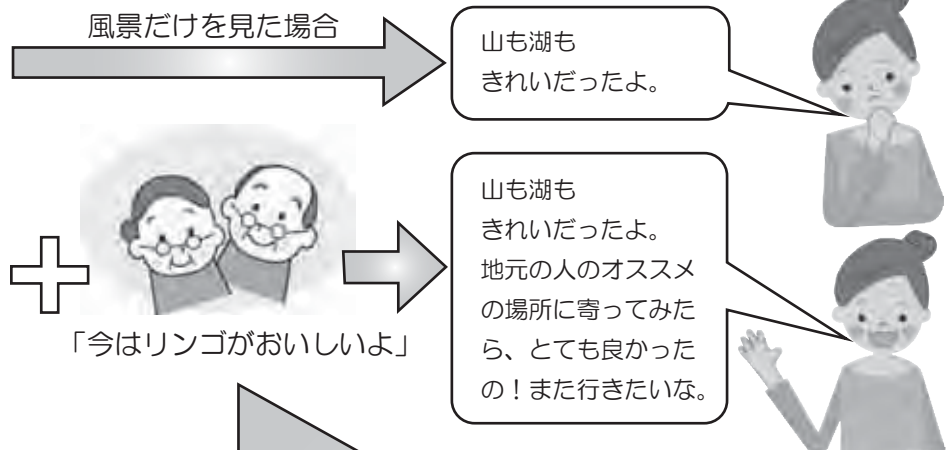 風景だけを見た場合
山も湖も
きれいだったよ。
「今はリンゴがおいしいよ」
山も湖も
きれいだったよ。
地元の人のオススメ
の場所に寄ってみた
ら、とても良かった
の！また行きたいな。